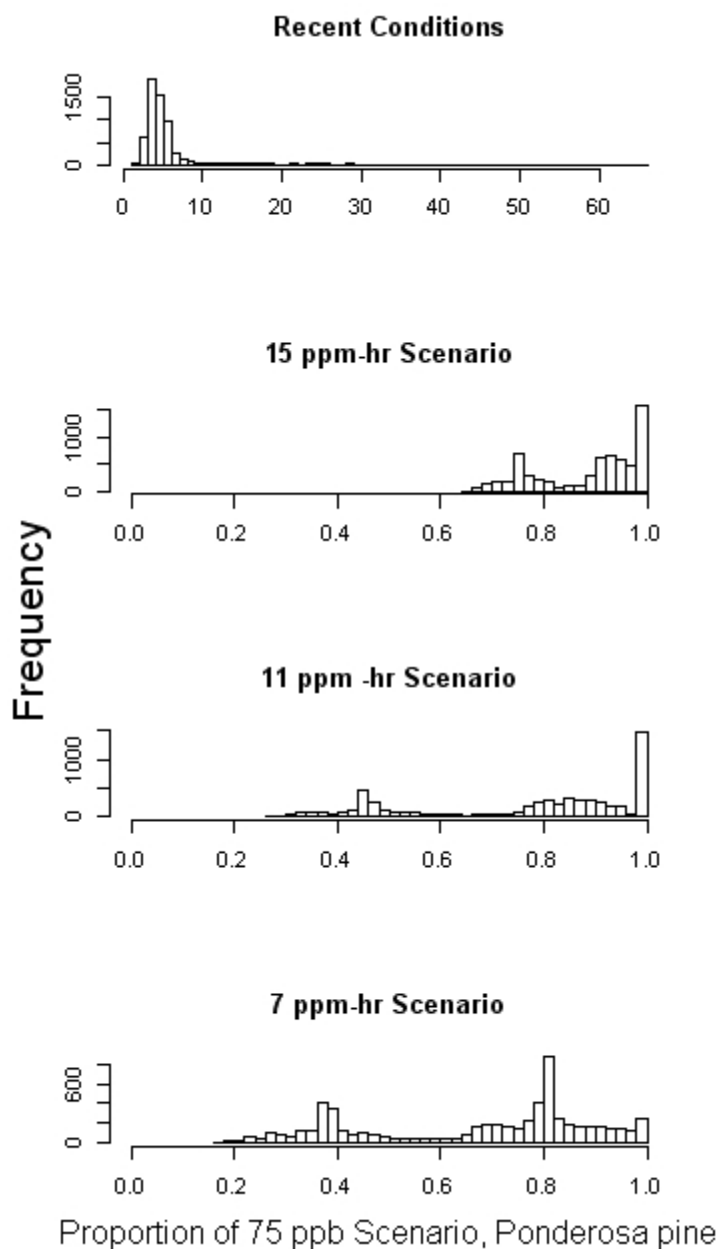 Recent Conditions
1500
0
0 10 20 30 40 50 60
15 ppm-hr Scenario
1000
0
0.0 0.2 0.4 0.6 0.8 1.0
Frequency
11 ppm -hr Scenario
1000
0
0.0 0.2 0.4 0.6 0.8 1.0
7 ppm-hr Scenario
600
0
0.0 0.2 0.4 0.6 0.8 1.0
Proportion of 75 ppb Scenario, Ponderosa pine